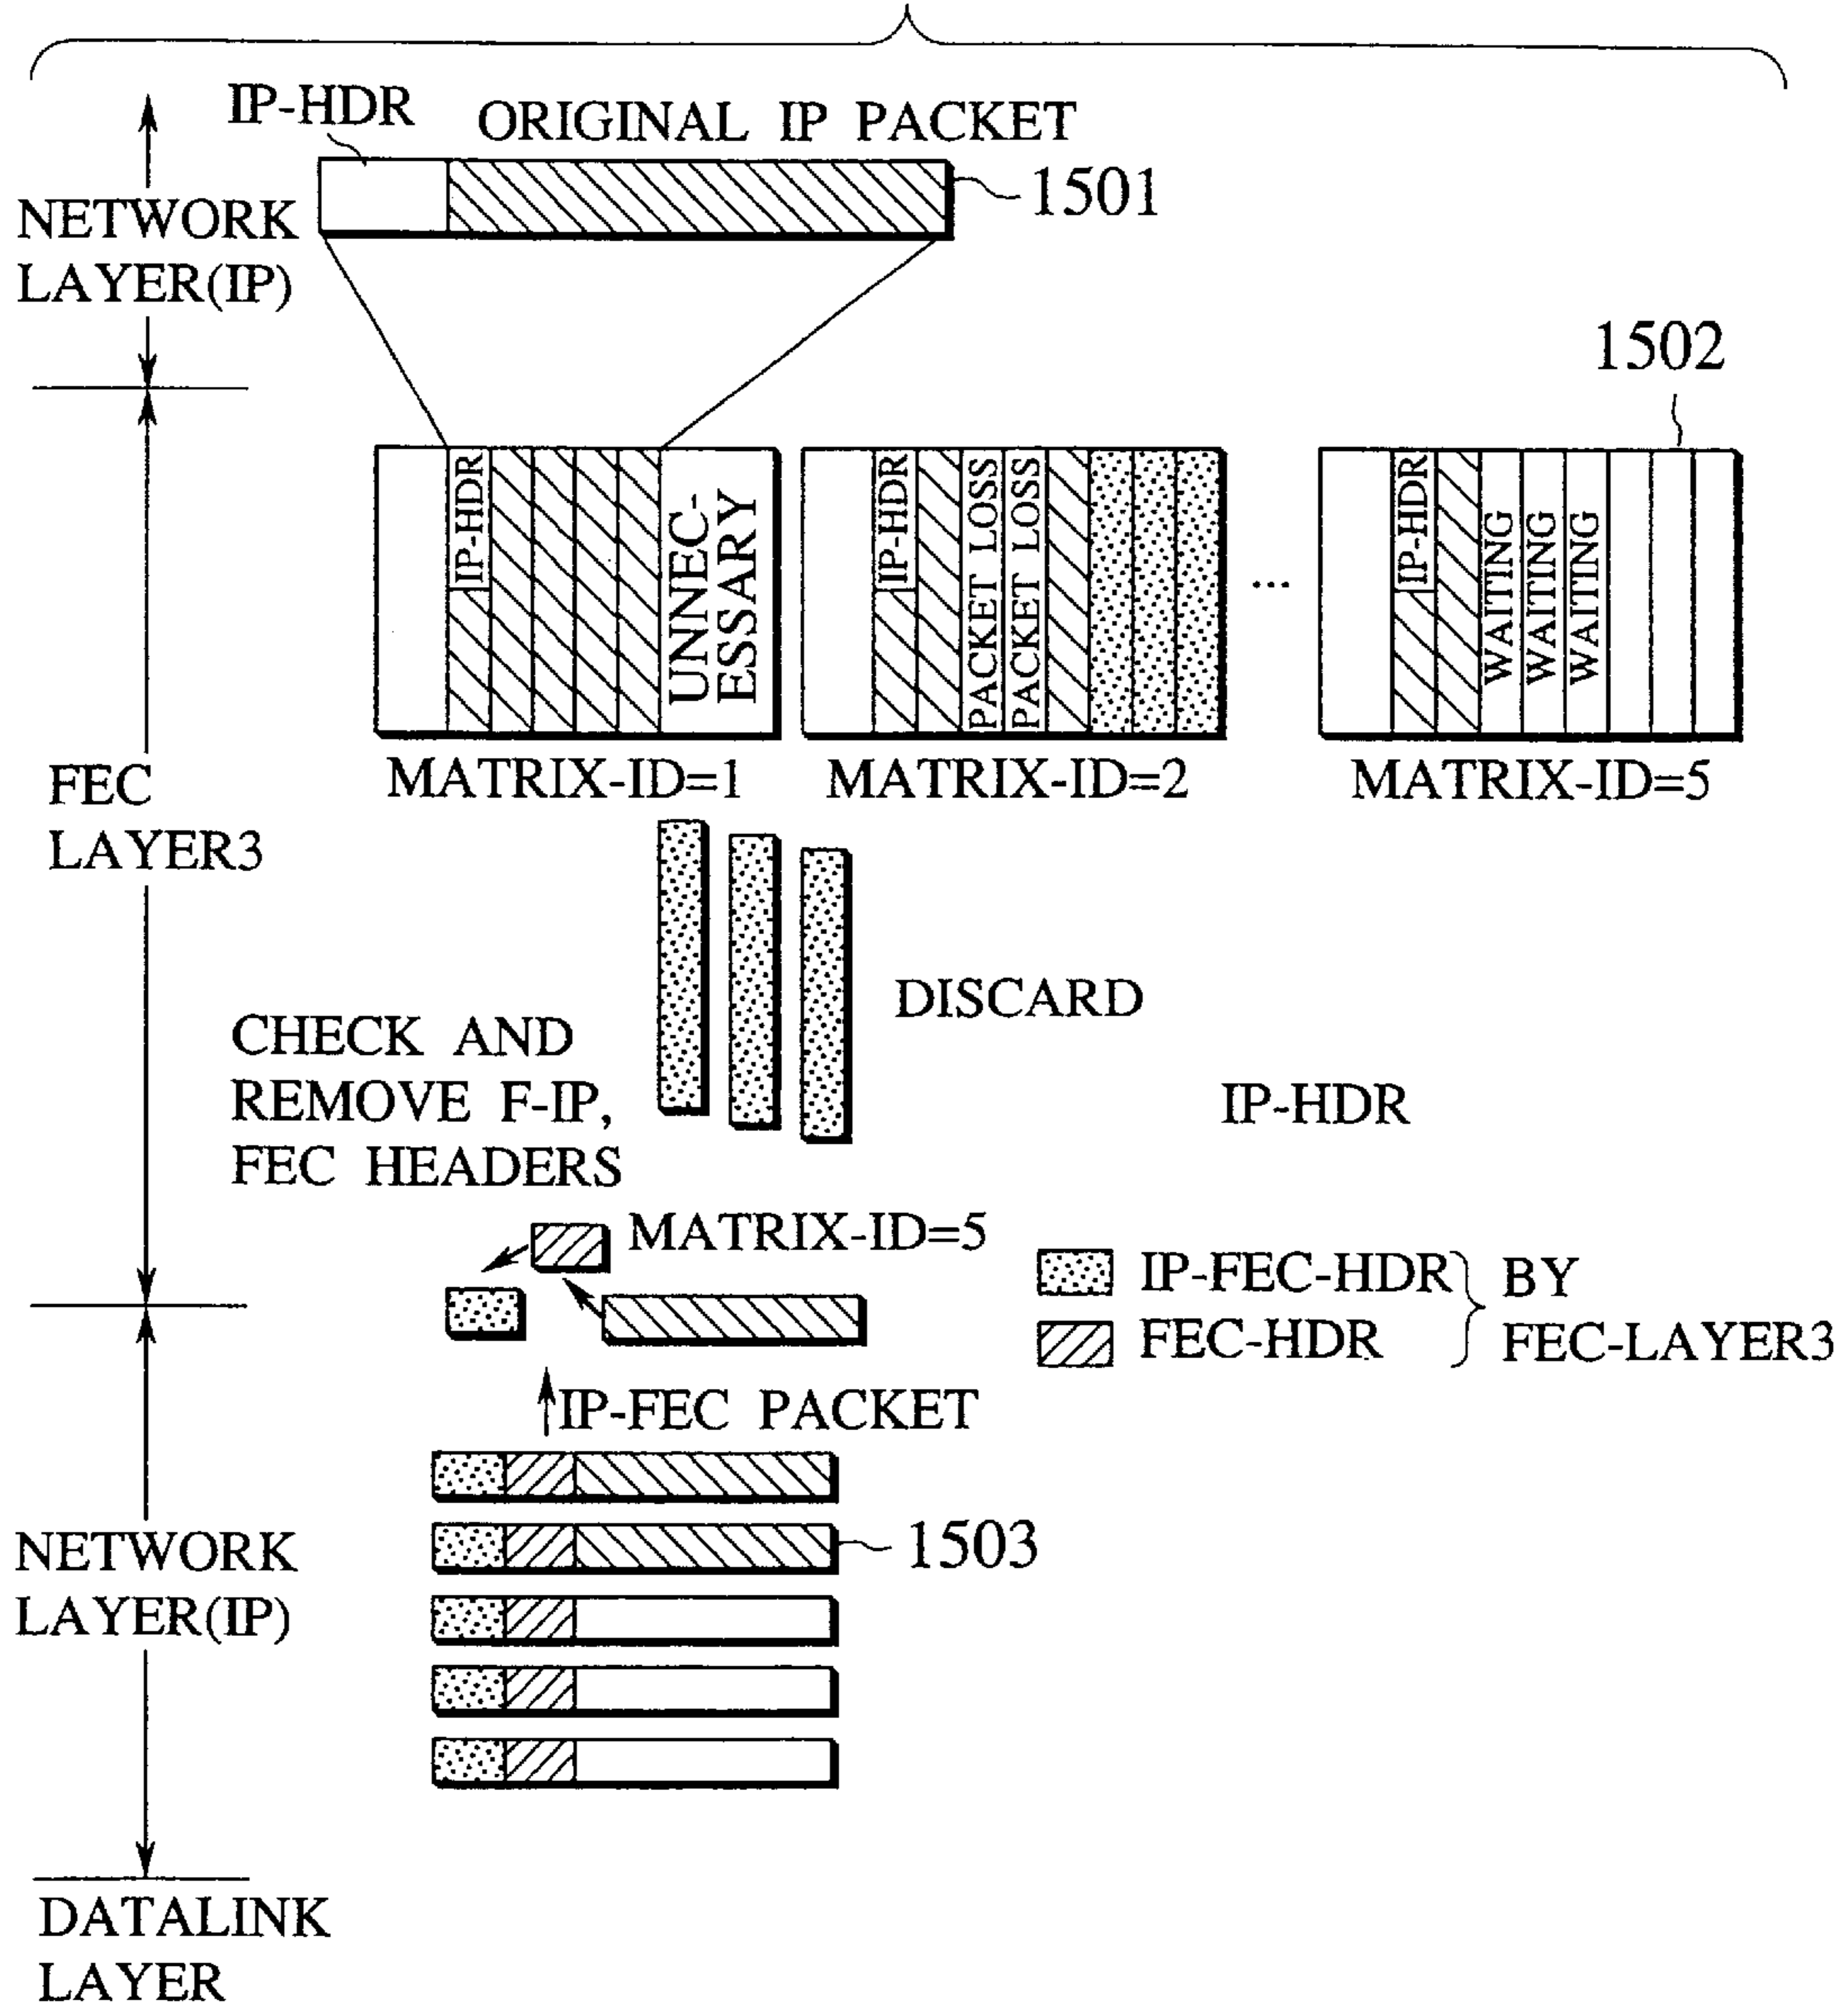 IP-HDR
ORIGINAL IP PACKET
1501
NETWORK
LAYER(IP)
1502
IP-HDR
UNNEC-
ESSARY
IP-HDR
PACKET LOSS
PACKET LOSS
...
IP-HDR
WAITING
WAITING
WAITING
MATRIX-ID=1
MATRIX-ID=2
MATRIX-ID=5
FEC
LAYER3
DISCARD
CHECK AND
REMOVE F-IP,
FEC HEADERS
IP-HDR
MATRIX-ID=5
IP-FEC-HDR
FEC-HDR
BY
FEC-LAYER3
IP-FEC PACKET
1503
NETWORK
LAYER(IP)
DATALINK
LAYER